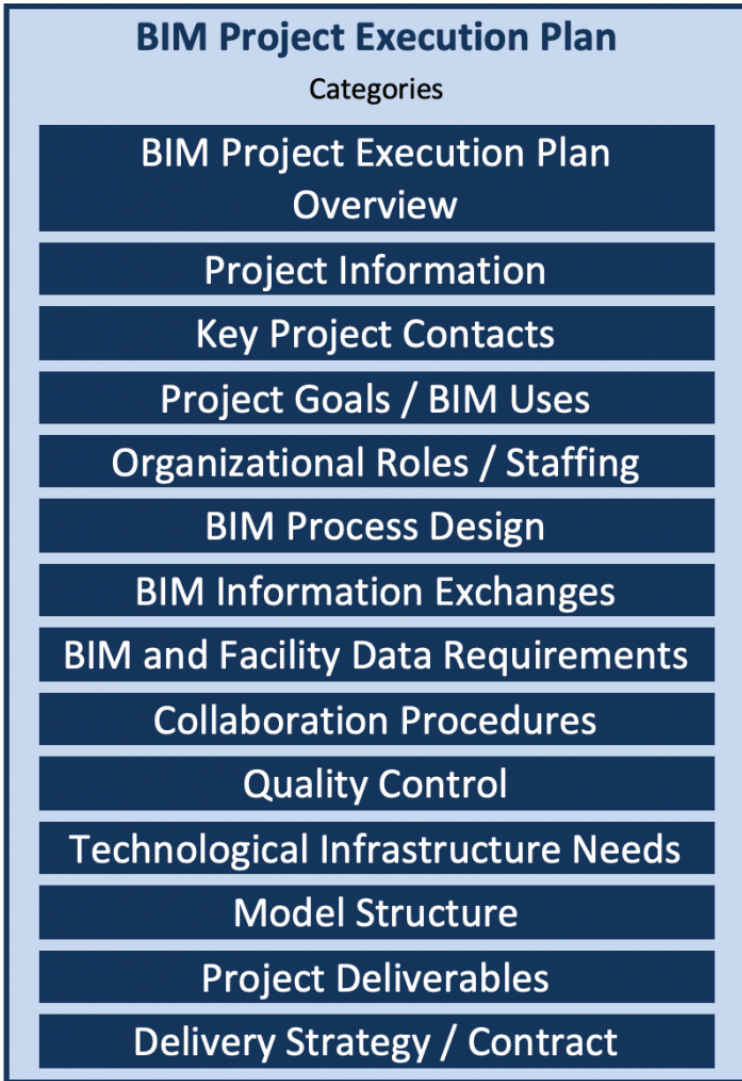 BIM Project Execution Plan
Categories
BIM Project Execution Plan
Overview
Project Information
Key Project Contacts
Project Goals / BIM Uses
Organizational Roles / Staffing
BIM Process Design
BIM Information Exchanges
BIM and Facility Data Requirements
Collaboration Procedures
Quality Control
Technological Infrastructure Needs
Model Structure
Project Deliverables
Delivery Strategy / Contract